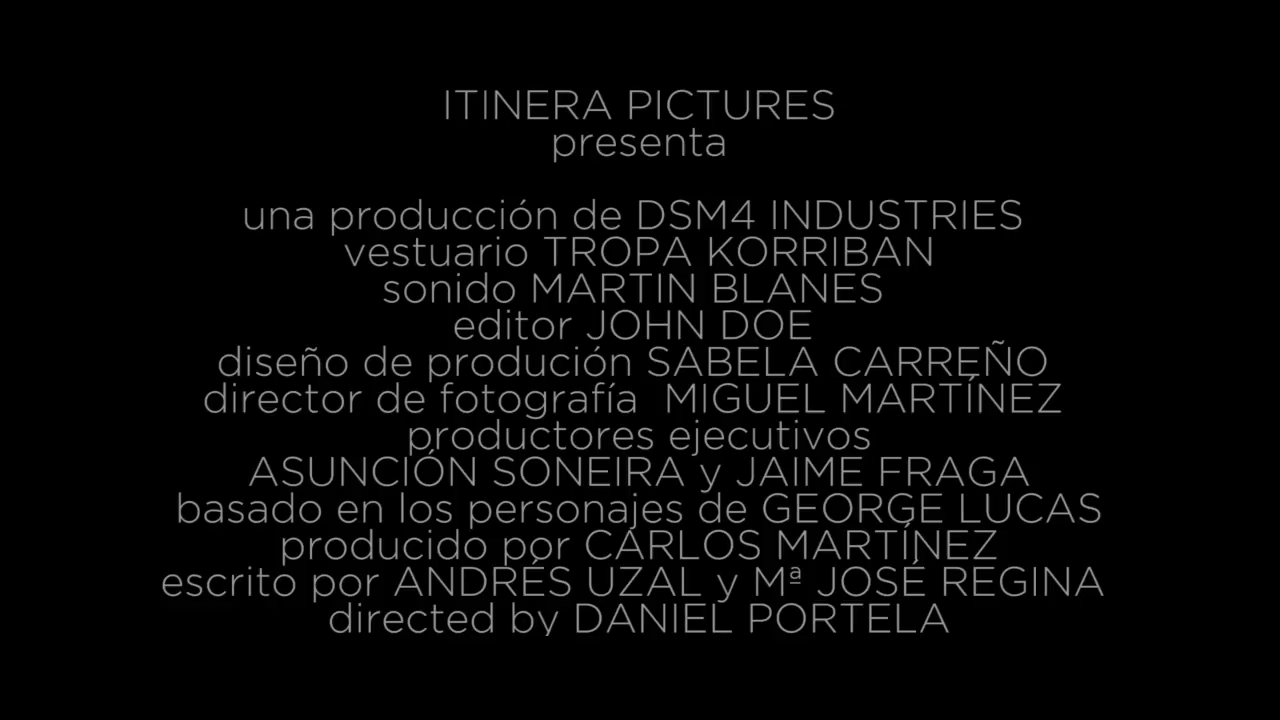 ITINERA PICTURES
presenta
una producción de DSM4 INDUSTRIES
vestuario TROPA KORRIBAN
sonido MARTIN BLANES
editor JOHN DOE
diseño de produción SABELA CARREÑO
director de fotografía  MIGUEL MARTÍNEZ
productores ejecutivos
ASUNCIÓN SONEIRA y JAIME FRAGA
basado en los personajes de GEORGE LUCAS
producido por CARLOS MARTÍNEZ
escrito por ANDRÉS UZAL y Mª JOSÉ REGINA
directed by DANIEL PORTELA